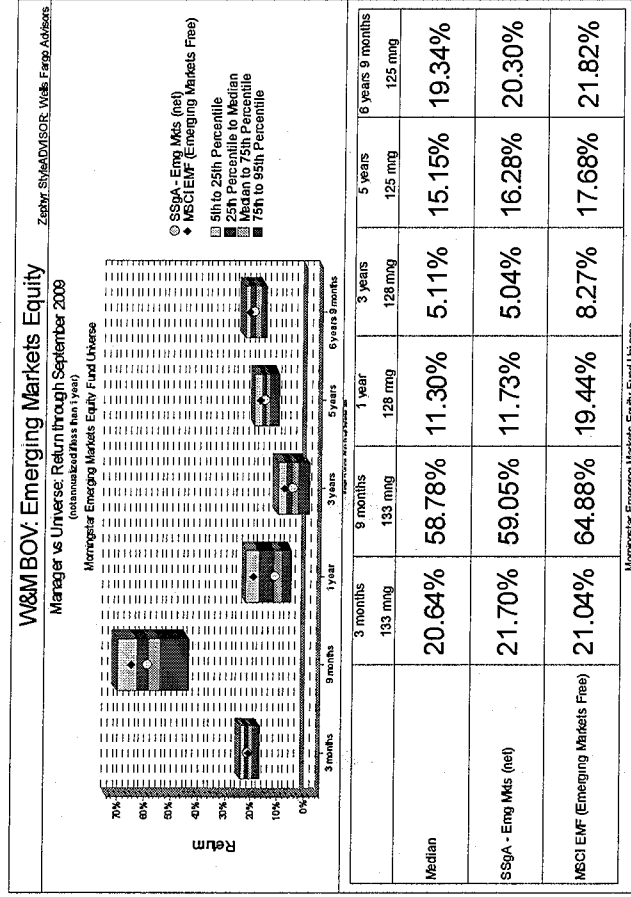 W&M BOV: Emerging Markets Equity
Zephyr StyleADVISOR: Wells Fargo Advisors
Manager vs Universe: Return through September 2009
(not annualized if less than 1 year)
Morningstar Emerging Markets Equity Fund Universe
Return
70%
60%
50%
40%
30%
20%
10%
0%
3 months
9 months
1 year
3 years
5 years
6 years 9 months
SSgA - Emg Mkts (net)
MSCI EMF (Emerging Markets Free)
5th to 25th Percentile
25th Percentile to Median
Median to 75th Percentile
75th to 95th Percentile
3 months 9 months 1 year 3 years 5 years 6 years 9 months
133 mng 133 mng 128 mng 128 mng 125 mng 125 mng
Median 20.64% 58.78% 11.30% 5.11% 15.15% 19.34%
SSgA - Emg Mkts (net) 21.70% 59.05% 11.73% 5.04% 16.28% 20.30%
MSCI EMF (Emerging Markets Free) 21.04% 64.88% 19.44% 8.27% 17.68% 21.82%
Morningstar Emerging Markets Equity Fund Universe